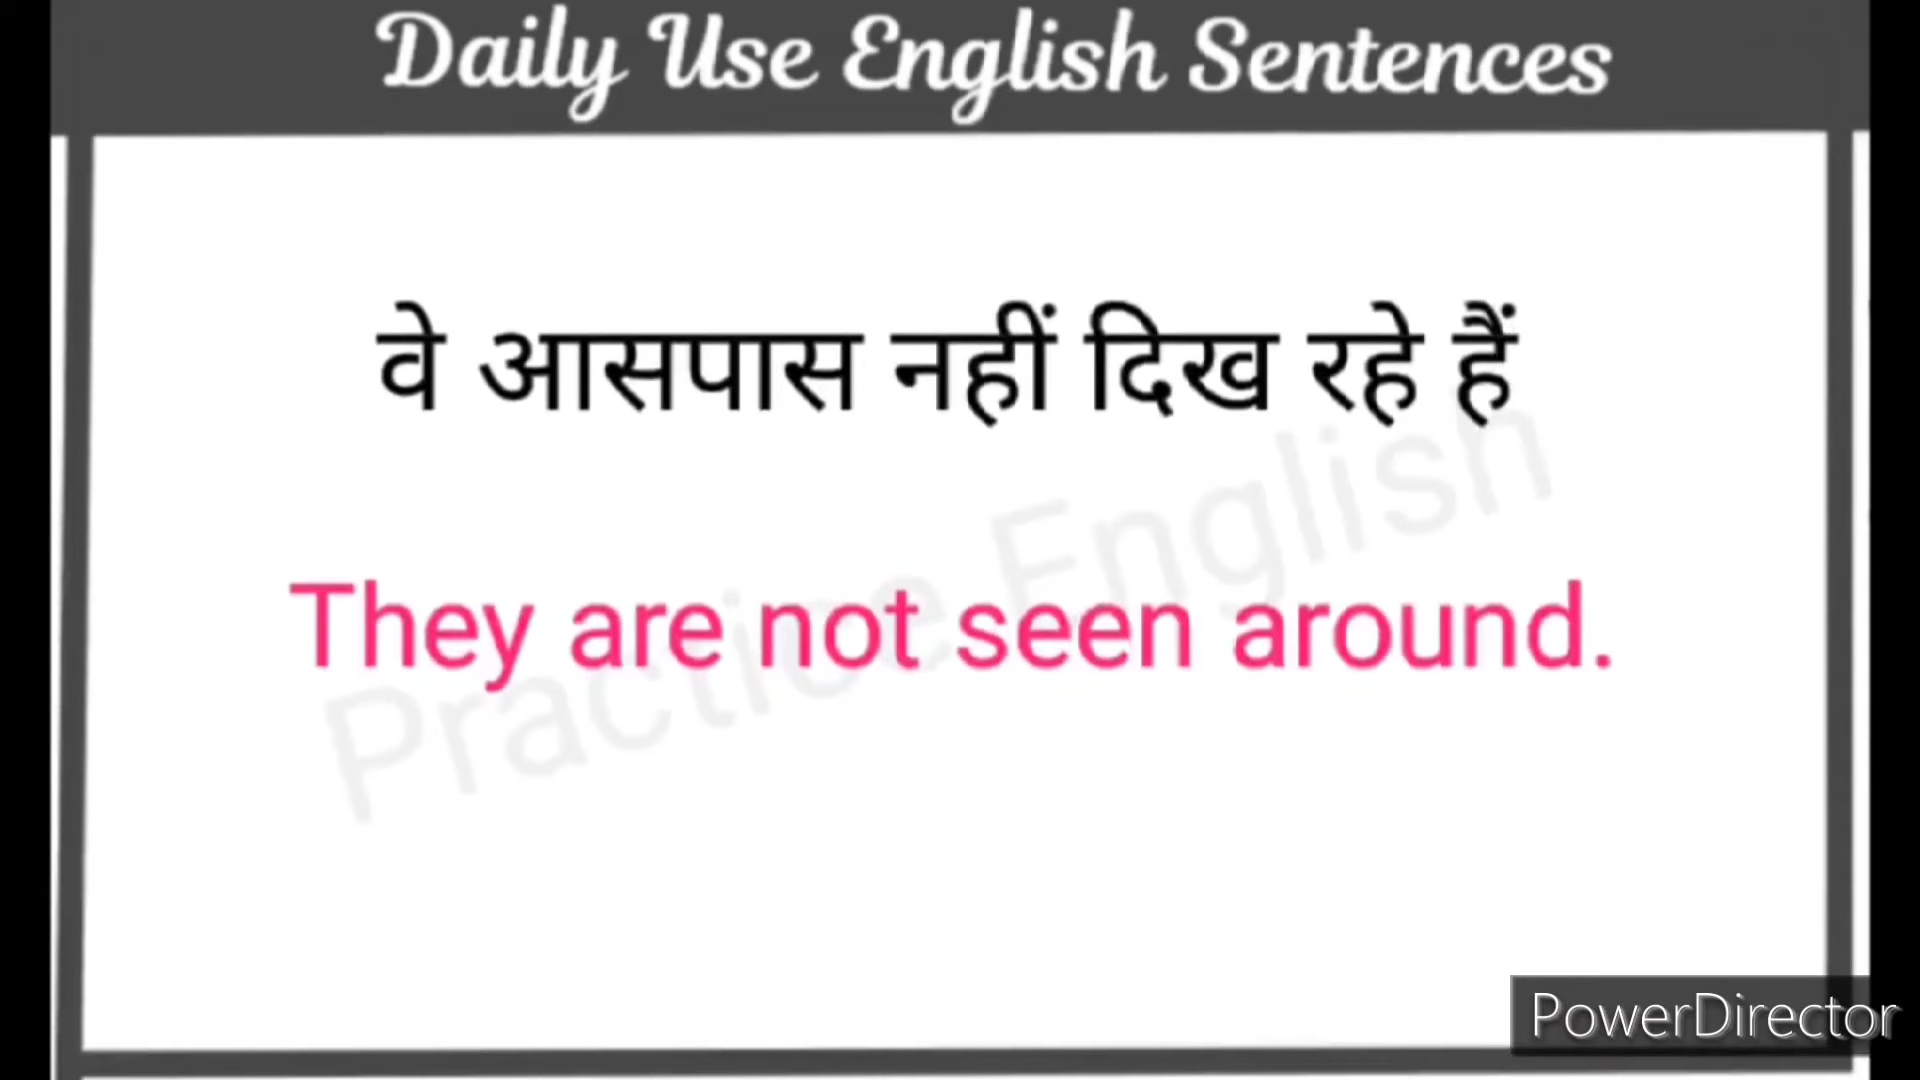 Daily Use English Sentences
वे आसपास नहीं दिख रहे हैं
They are not seen around.
Practice English
PowerDirector